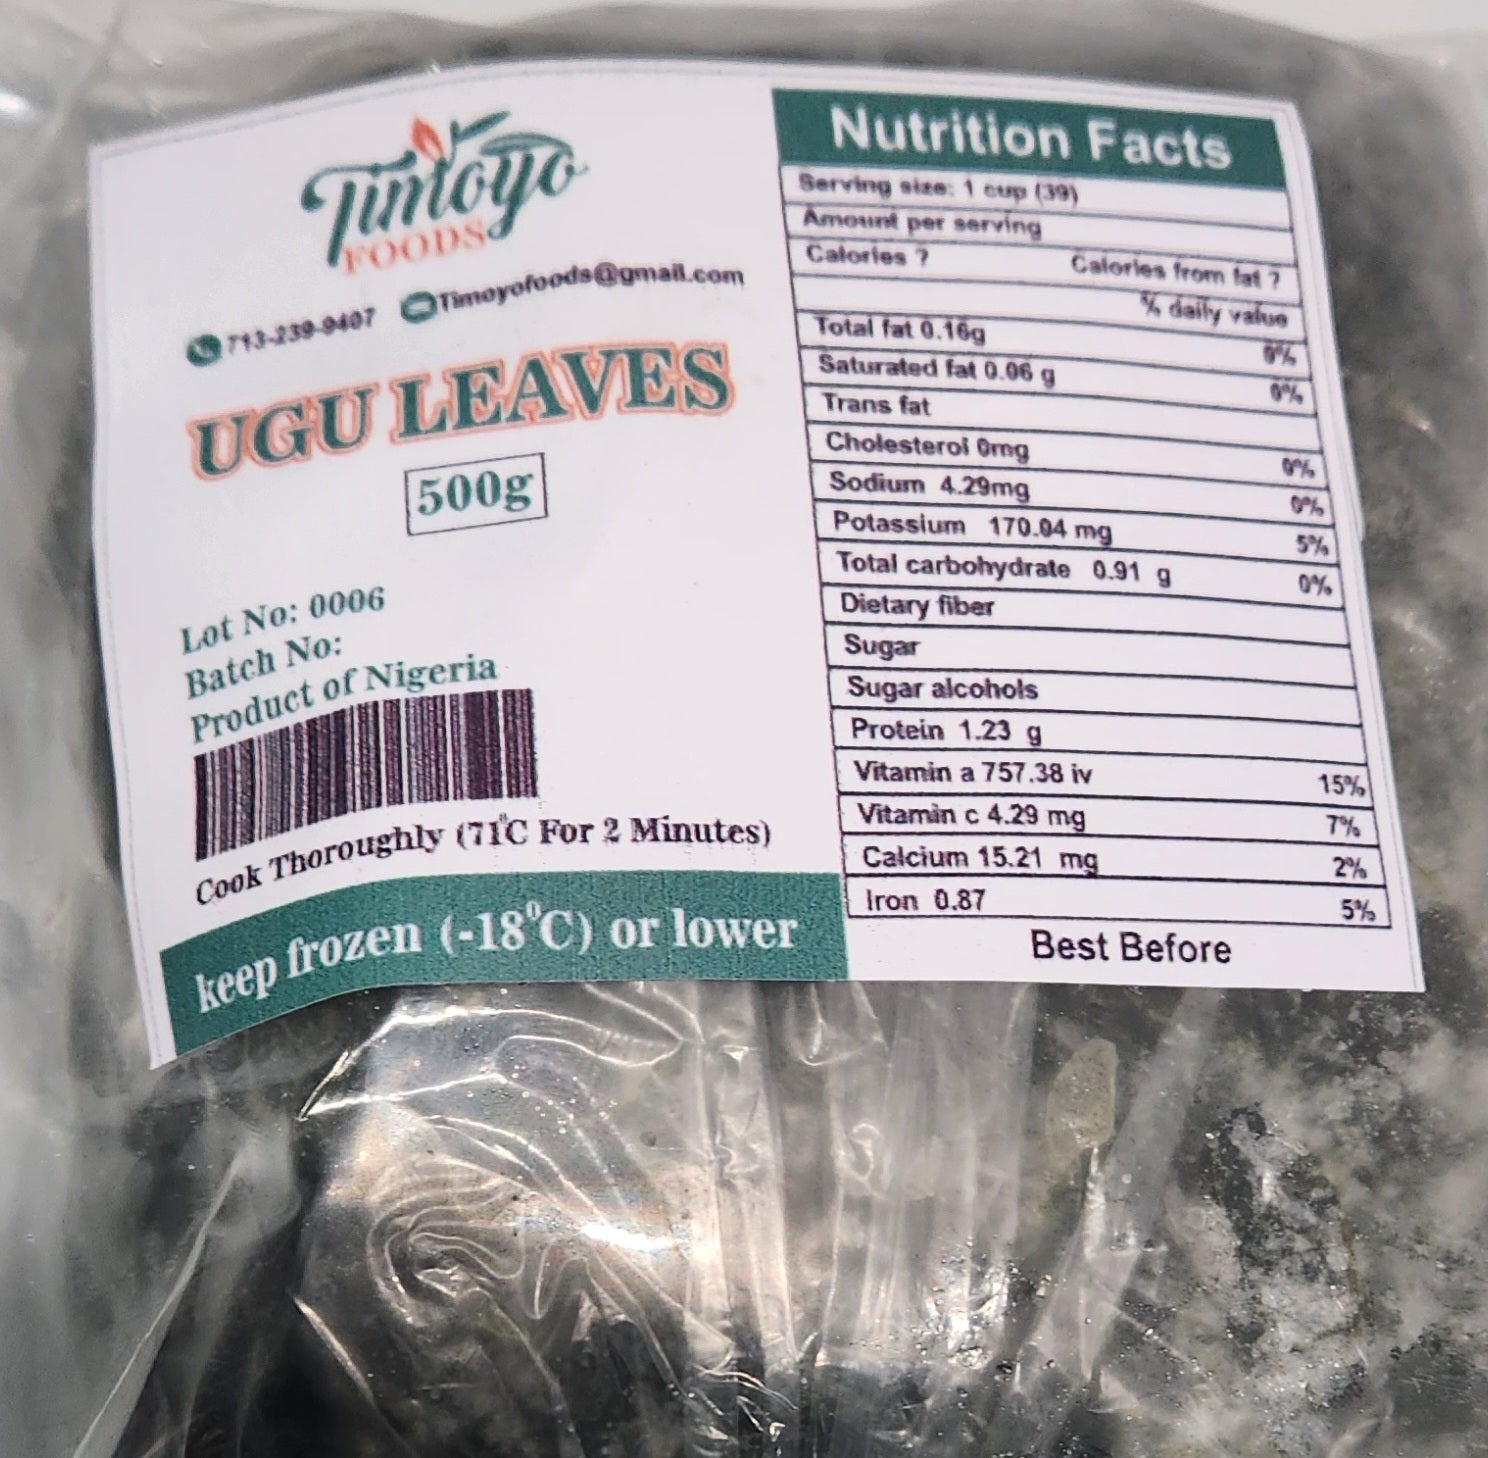 Timoyo
FOODS
713-239-9407 Timoyofoods@gmail.com
UGU LEAVES
500g
Lot No: 0006
Batch No:
Product of Nigeria
Cook Thoroughly (71°C For 2 Minutes)
keep frozen (-18°C) or lower
Nutrition Facts
Serving size: 1 cup (39)
Amount per serving
Calories ? Calories from fat ?
% daily value
Total fat 0.16g 0%
Saturated fat 0.06 g 0%
Trans fat
Cholesterol 0mg 0%
Sodium 4.29mg 0%
Potassium 170.04 mg 5%
Total carbohydrate 0.91 g 0%
Dietary fiber
Sugar
Sugar alcohols
Protein 1.23 g
Vitamin a 757.38 iv 15%
Vitamin c 4.29 mg 7%
Calcium 15.21 mg 2%
Iron 0.87 5%
Best Before